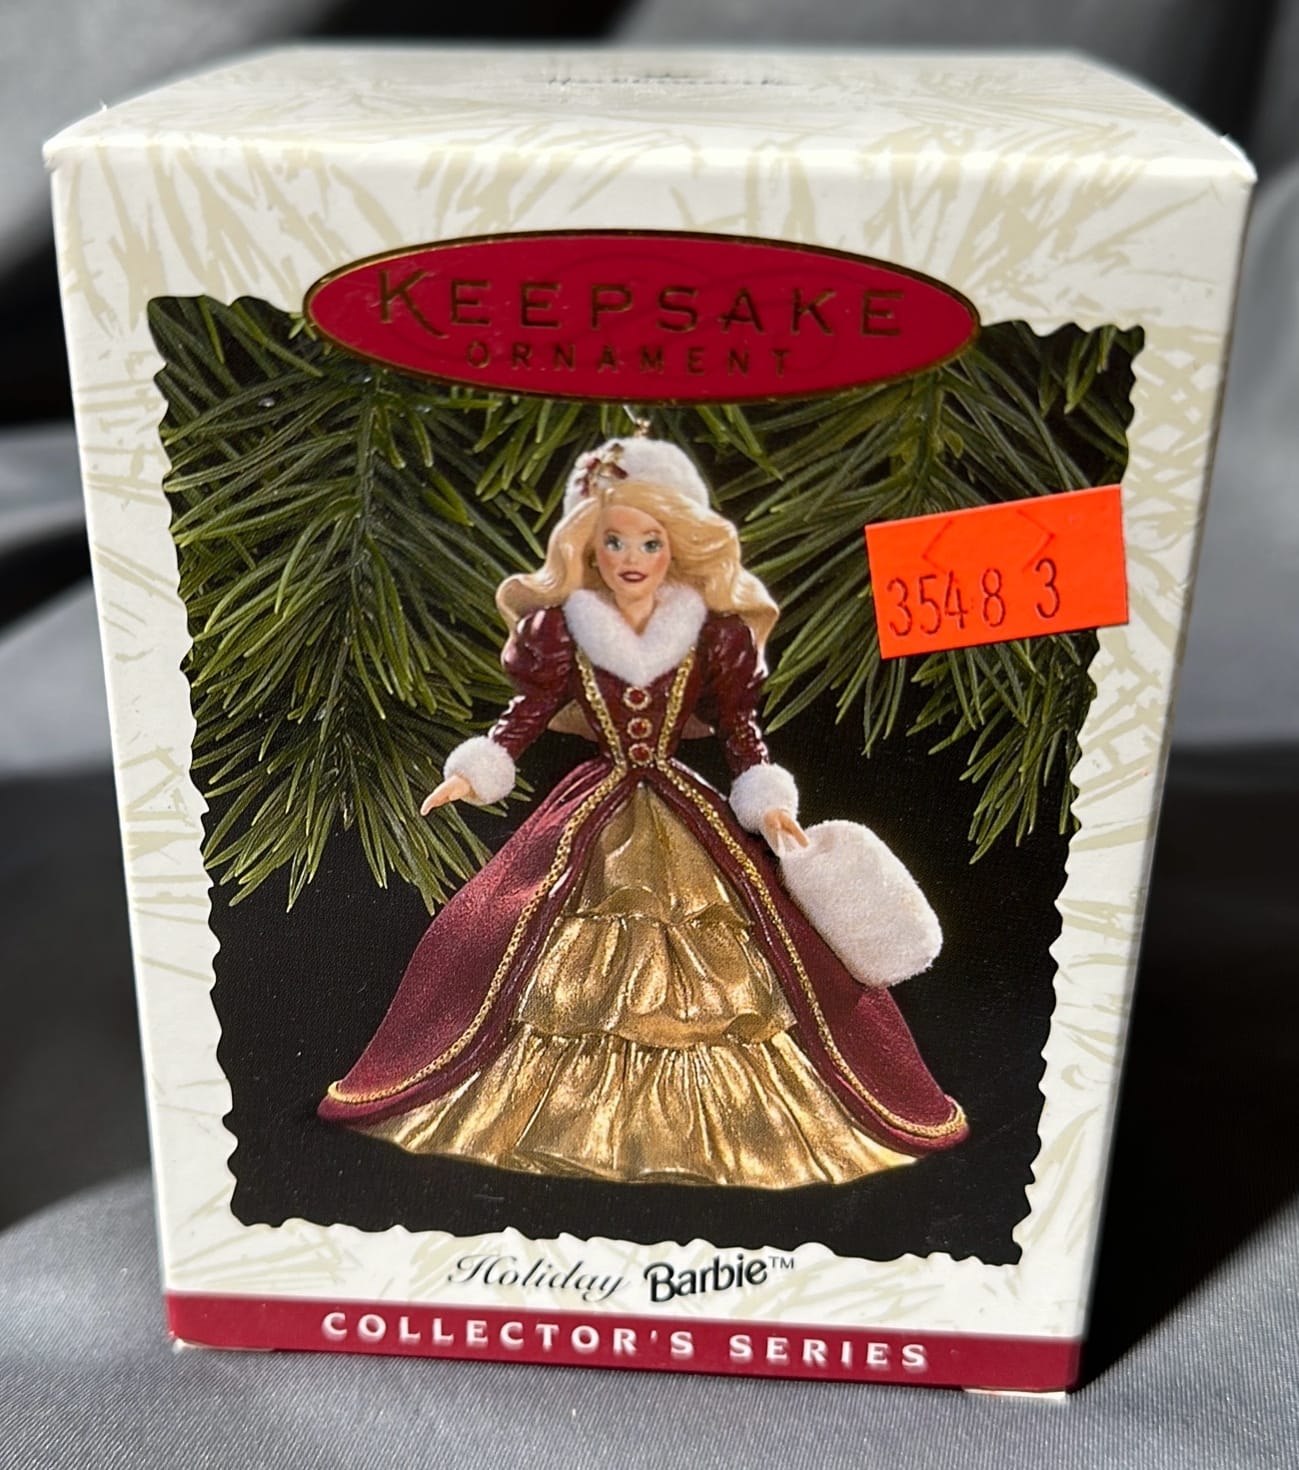 KEEPSAKE
ORNAMENT
3548 3
Holiday Barbie™
COLLECTOR'S SERIES